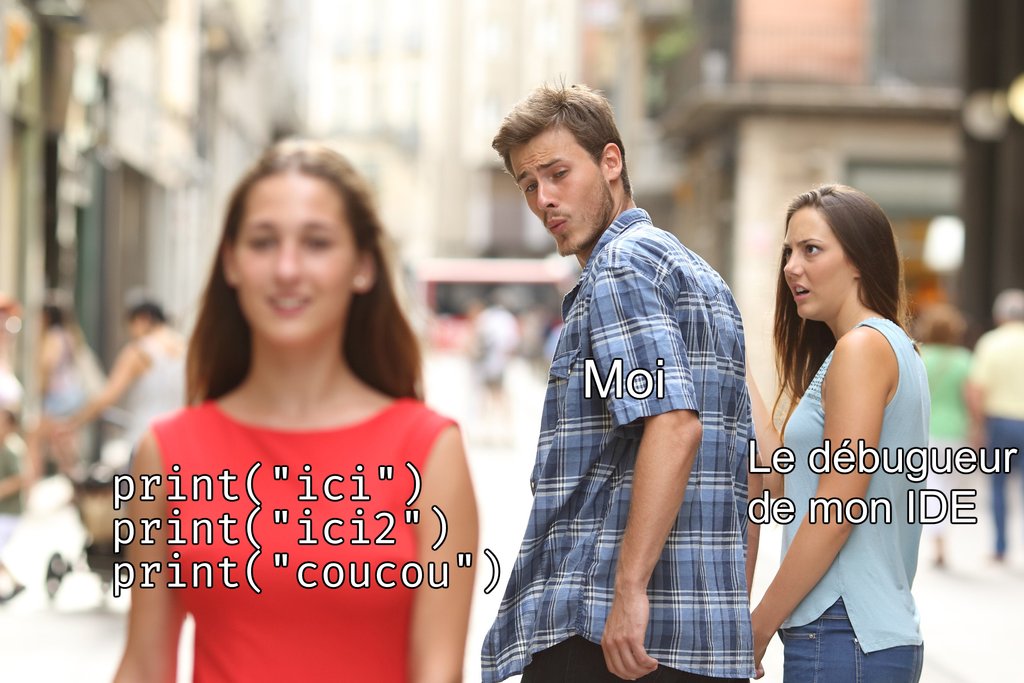 print("ici")
print("ici2")
print("coucou")
Moi
Le débugueur
de mon IDE